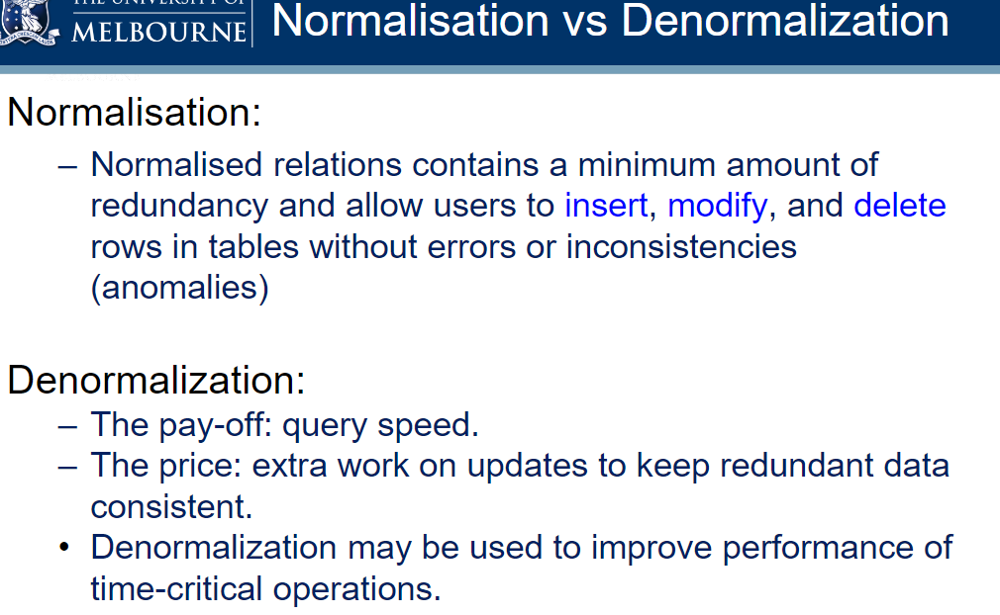 THE UNIVERSITY OF
MELBOURNE
Normalisation vs Denormalization
Normalisation:
– Normalised relations contains a minimum amount of
redundancy and allow users to insert, modify, and delete
rows in tables without errors or inconsistencies
(anomalies)
Denormalization:
– The pay-off: query speed.
– The price: extra work on updates to keep redundant data
consistent.
• Denormalization may be used to improve performance of
time-critical operations.